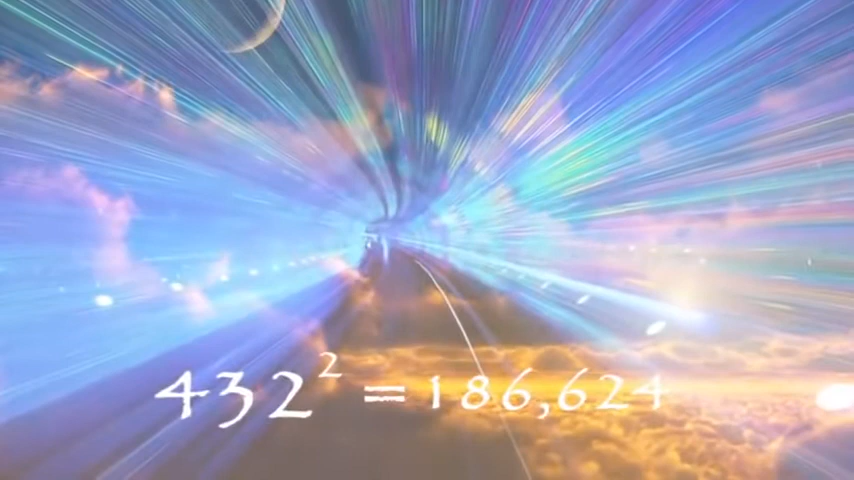 432² = 186,624